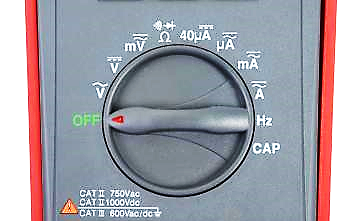 mV
Ω
40µA
µA
mA
V
A
V
OFF
Hz
CAP
CAT II 750Vac
CAT II 1000Vdc
CAT III 600Vac/dc